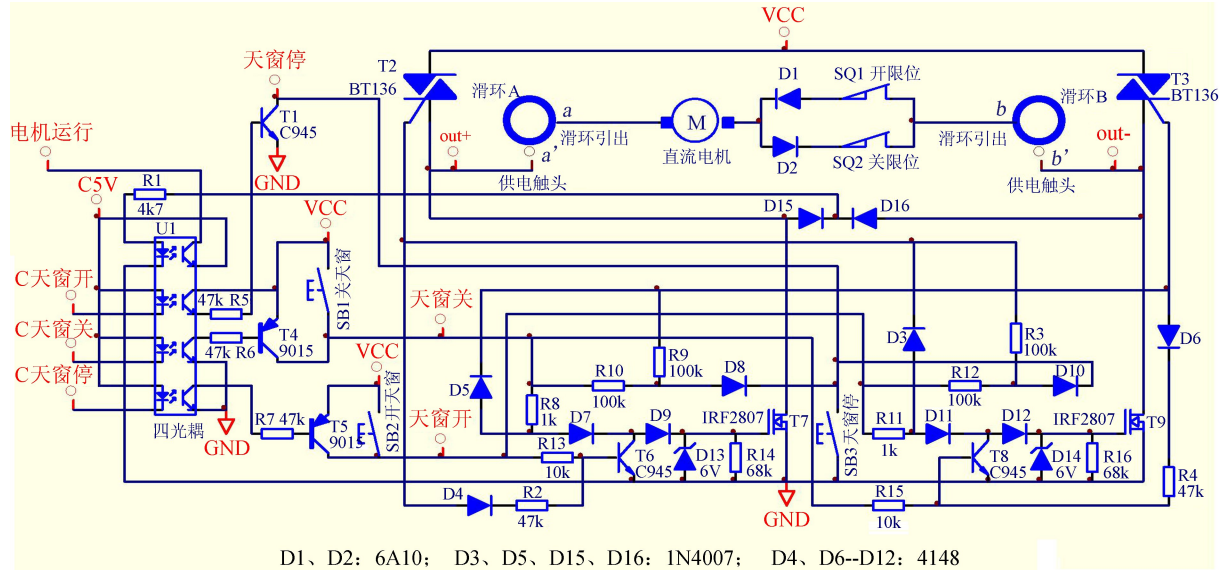 VCC
天窗停
T2
BT136
D1
SQ1 开限位
T3
BT136
滑环A
a
b
滑环B
T1
C945
M
电机运行
out+
a'
滑环引出
直流电机
D2
SQ2 关限位
滑环引出
b'
out-
GND
供电触头
供电触头
C5V
R1
4k7
VCC
D15
D16
U1
C天窗开
47k R5
SB1关天窗
天窗关
C天窗关
47k R6
T4
9015
R9
100k
D3
R3
100k
D6
VCC
C天窗停
D5
R10
100k
D8
R12
100k
D10
R8
1k
D7
D9
IRF2807
T7
R11
1k
D11
D12
IRF2807
T9
四光耦
GND
R7 47k
T5
9015
SB2开天窗
天窗开
R13
10k
T6
C945
D13
6V
R14
68k
SB3天窗停
T8
C945
D14
6V
R16
68k
R4
47k
D4
R2
47k
GND
R15
10k
D1、D2：6A10； D3、D5、D15、D16：1N4007； D4、D6--D12：4148